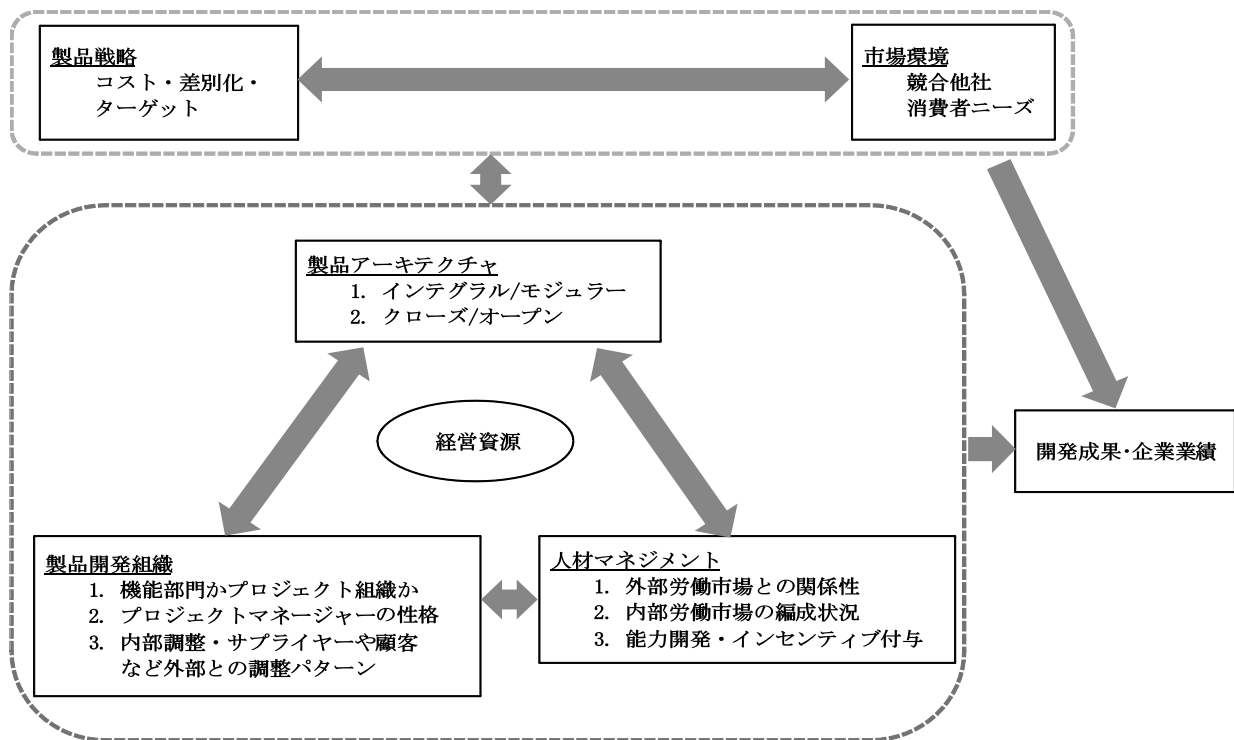 製品戦略
コスト・差別化・
ターゲット
市場環境
競合他社
消費者ニーズ
製品アーキテクチャ
1. インテグラル/モジュラー
2. クローズ/オープン
経営資源
開発成果・企業業績
製品開発組織
1. 機能部門かプロジェクト組織か
2. プロジェクトマネージャーの性格
3. 内部調整・サプライヤーや顧客
など外部との調整パターン
人材マネジメント
1. 外部労働市場との関係性
2. 内部労働市場の編成状況
3. 能力開発・インセンティブ付与